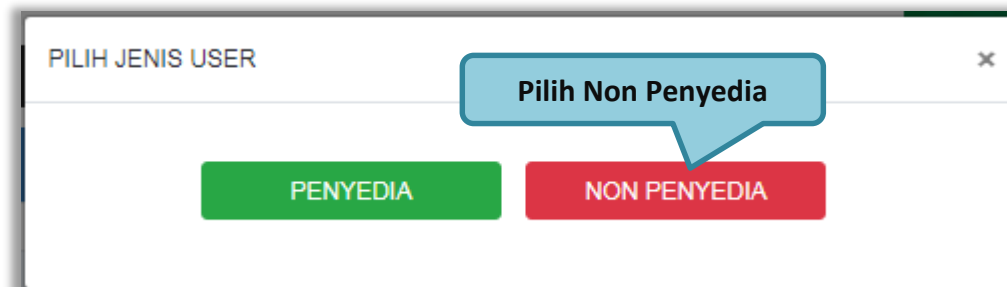 PILIH JENIS USER
×
Pilih Non Penyedia
PENYEDIA
NON PENYEDIA